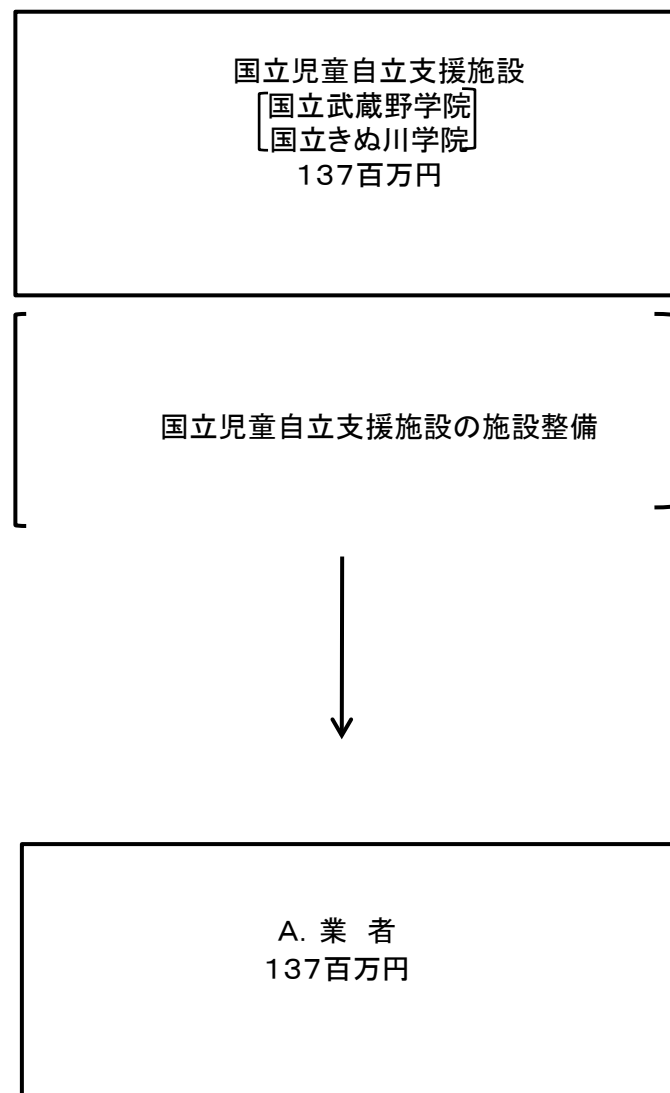 国立児童自立支援施設
国立武蔵野学院
国立きぬ川学院
137百万円
国立児童自立支援施設の施設整備
A. 業 者
137百万円